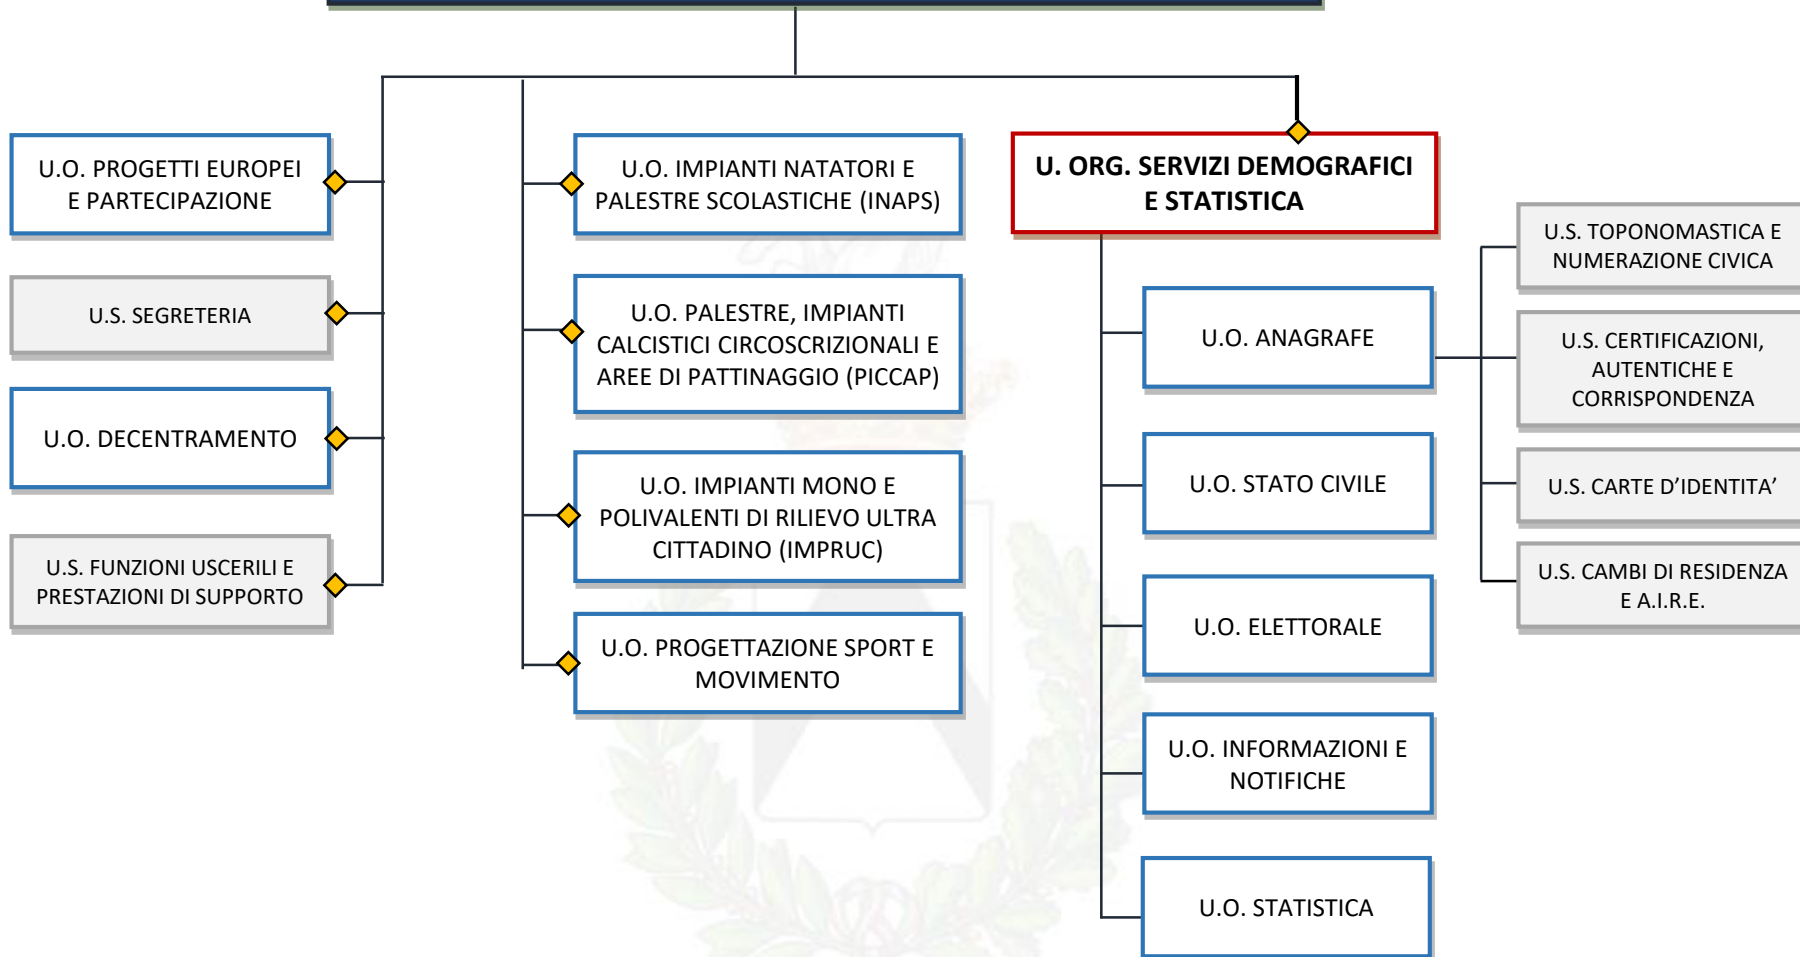 U.O. PROGETTI EUROPEI
E PARTECIPAZIONE
U.S. SEGRETERIA
U.O. DECENTRAMENTO
U.S. FUNZIONI USCERILI E
PRESTAZIONI DI SUPPORTO
U.O. IMPIANTI NATATORI E
PALESTRE SCOLASTICHE (INAPS)
U.O. PALESTRE, IMPIANTI
CALCISTICI CIRCOSCRIZIONALI E
AREE DI PATTINAGGIO (PICCAP)
U.O. IMPIANTI MONO E
POLIVALENTI DI RILIEVO ULTRA
CITTADINO (IMPRUC)
U.O. PROGETTAZIONE SPORT E
MOVIMENTO
U. ORG. SERVIZI DEMOGRAFICI
E STATISTICA
U.O. ANAGRAFE
U.O. STATO CIVILE
U.O. ELETTORALE
U.O. INFORMAZIONI E
NOTIFICHE
U.O. STATISTICA
U.S. TOPONOMASTICA E
NUMERAZIONE CIVICA
U.S. CERTIFICAZIONI,
AUTENTICHE E
CORRISPONDENZA
U.S. CARTE D’IDENTITA’
U.S. CAMBI DI RESIDENZA
E A.I.R.E.